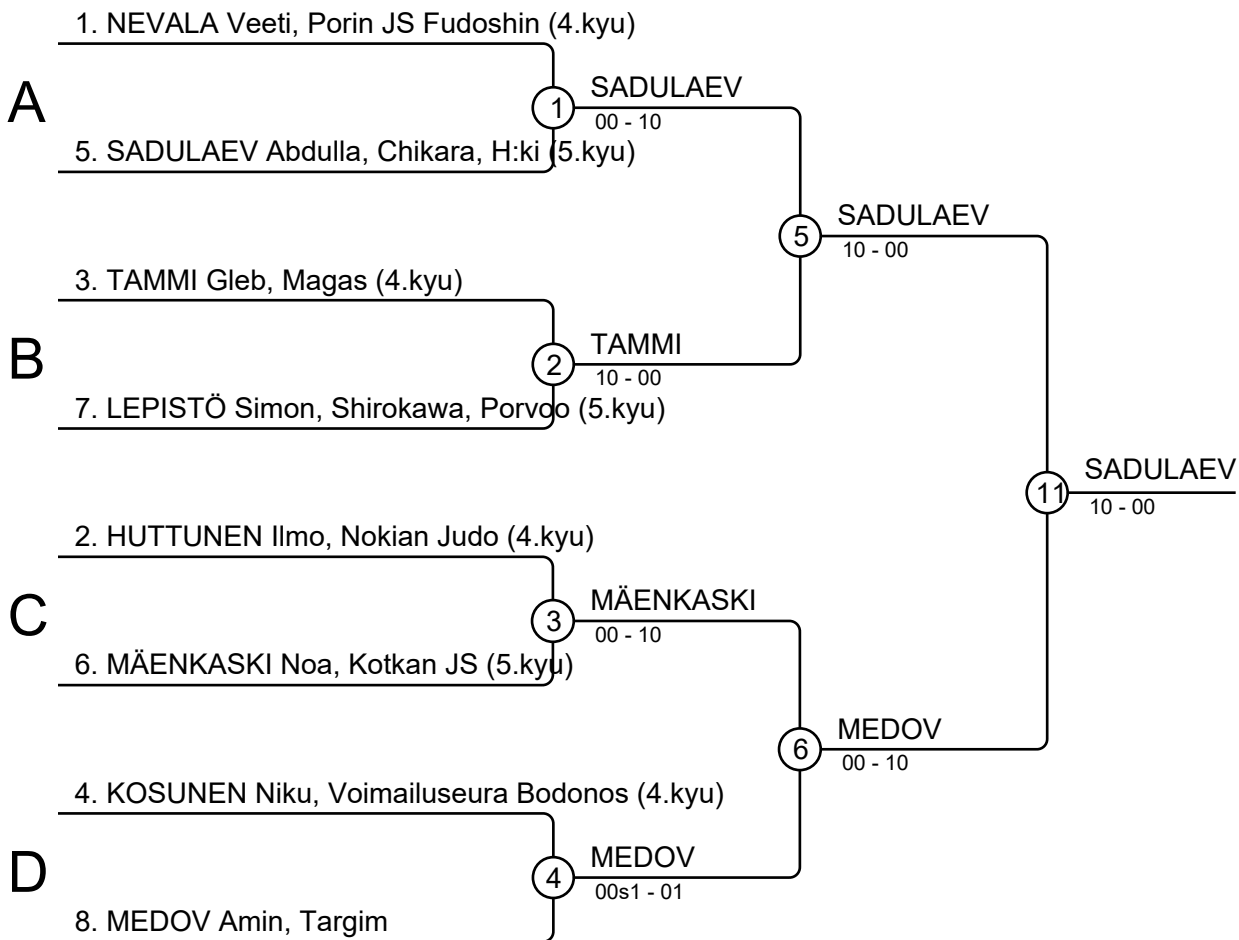 1. NEVALA Veeti, Porin JS Fudoshin (4.kyu)
A
1
SADULAEV
00 - 10
5. SADULAEV Abdulla, Chikara, H:ki (5.kyu)
5
SADULAEV
10 - 00
3. TAMMI Gleb, Magas (4.kyu)
B
2
TAMMI
10 - 00
7. LEPISTÖ Simon, Shirokawa, Porvoo (5.kyu)
11
SADULAEV
10 - 00
2. HUTTUNEN Ilmo, Nokian Judo (4.kyu)
C
3
MÄENKASKI
00 - 10
6. MÄENKASKI Noa, Kotkan JS (5.kyu)
6
MEDOV
00 - 10
4. KOSUNEN Niku, Voimailuseura Bodonos (4.kyu)
D
4
MEDOV
00s1 - 01
8. MEDOV Amin, Targim